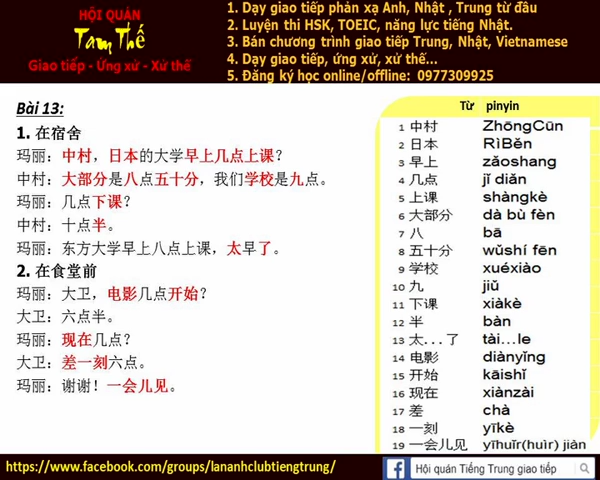 HỘI QUÁN
Tam Thế
Giao tiếp - Ứng xử - Xử thế
1. Dạy giao tiếp phản xạ Anh, Nhật , Trung từ đầu
2. Luyện thi HSK, TOEIC, năng lực tiếng Nhật.
3. Bán chương trình giao tiếp Trung, Nhật, Vietnamese
4. Dạy giao tiếp, ứng xử, xử thế...
5. Đăng ký học online/offline: 0977309925
Bài 13:
1. 在宿舍
玛丽：中村，日本的大学早上几点上课？
中村：大部分是八点五十分，我们学校是九点。
玛丽：几点下课？
中村：十点半。
玛丽：东方大学早上八点上课，太早了。
2. 在食堂前
玛丽：大卫，电影几点开始？
大卫：六点半。
玛丽：现在几点？
大卫：差一刻六点。
玛丽：谢谢！一会儿见。
Từ pinyin
1 中村 ZhōngCūn
2 日本 RìBěn
3 早上 zǎoshang
4 几点 jǐ diǎn
5 上课 shàngkè
6 大部分 dà bù fèn
7 八 bā
8 五十分 wǔshí fēn
9 学校 xuéxiào
10 九 jiǔ
11 下课 xiàkè
12 半 bàn
13 太...了 tài...le
14 电影 diànyǐng
15 开始 kāishǐ
16 现在 xiànzài
17 差 chà
18 一刻 yīkè
19 一会儿见 yīhuǐr(huìr) jiàn
https://www.facebook.com/groups/lananhclubtiengtrung/
f Hội quán Tiếng Trung giao tiếp